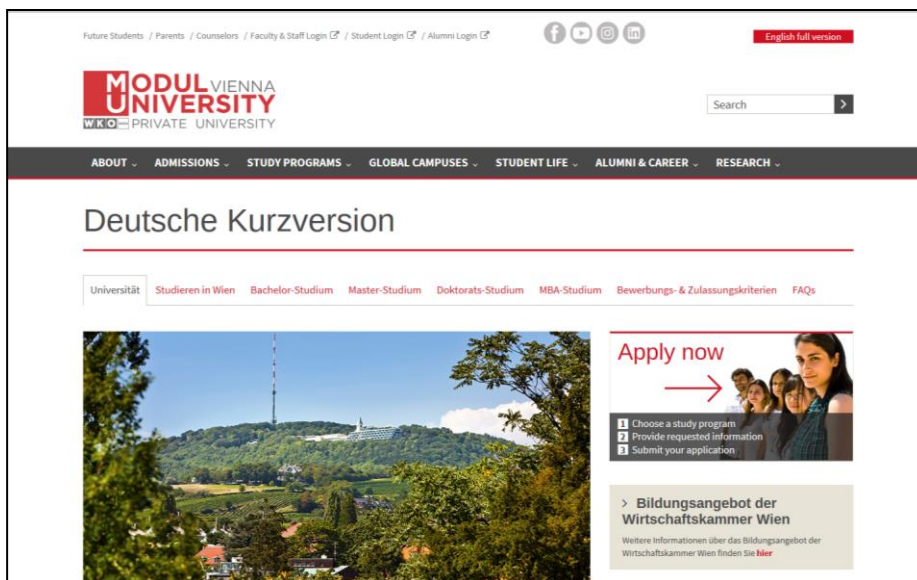 Future Students / Parents / Counselors / Faculty & Staff Login / Student Login / Alumni Login
English full version
MODUL VIENNA
UNIVERSITY
WKO PRIVATE UNIVERSITY
Search
ABOUT ADMISSIONS STUDY PROGRAMS GLOBAL CAMPUSES STUDENT LIFE ALUMNI & CAREER RESEARCH
Deutsche Kurzversion
Universität Studieren in Wien Bachelor-Studium Master-Studium Doktorats-Studium MBA-Studium Bewerbungs- & Zulassungskriterien FAQs
Apply now
1 Choose a study program
2 Provide requested information
3 Submit your application
> Bildungsangebot der
Wirtschaftskammer Wien
Weitere Informationen über das Bildungsangebot der
Wirtschaftskammer Wien finden Sie hier